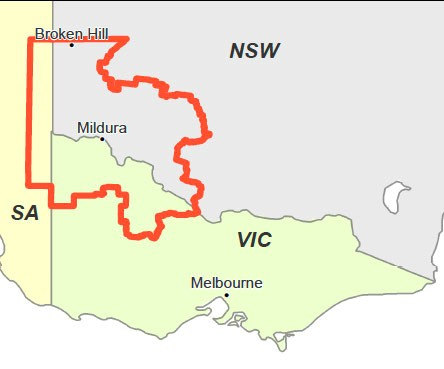 Broken Hill
NSW
Mildura
SA
VIC
Melbourne